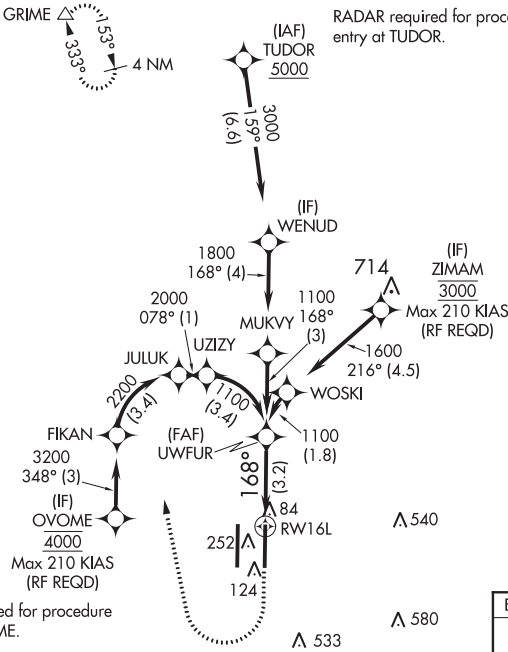 GRIME
153°
333°
4 NM
RADAR required for proce
entry at TUDOR.
(IAF)
TUDOR
5000
3000
159°
(6.6)
(IF)
WENUD
1800
168° (4)
714
(IF)
ZIMAM
3000
Max 210 KIAS
(RF REQD)
2000
078° (1)
MUKVY
1100
168°
(3)
1600
216° (4.5)
JULUK
UZIZY
WOSKI
2200
(3.4)
1100
(3.4)
1100
(1.8)
FIKAN
(FAF)
UWFUR
3200
348° (3)
168°
(3.2)
(IF)
OVOME
4000
Max 210 KIAS
(RF REQD)
84
RW16L
252
540
124
ed for procedure
ME.
580
533
E